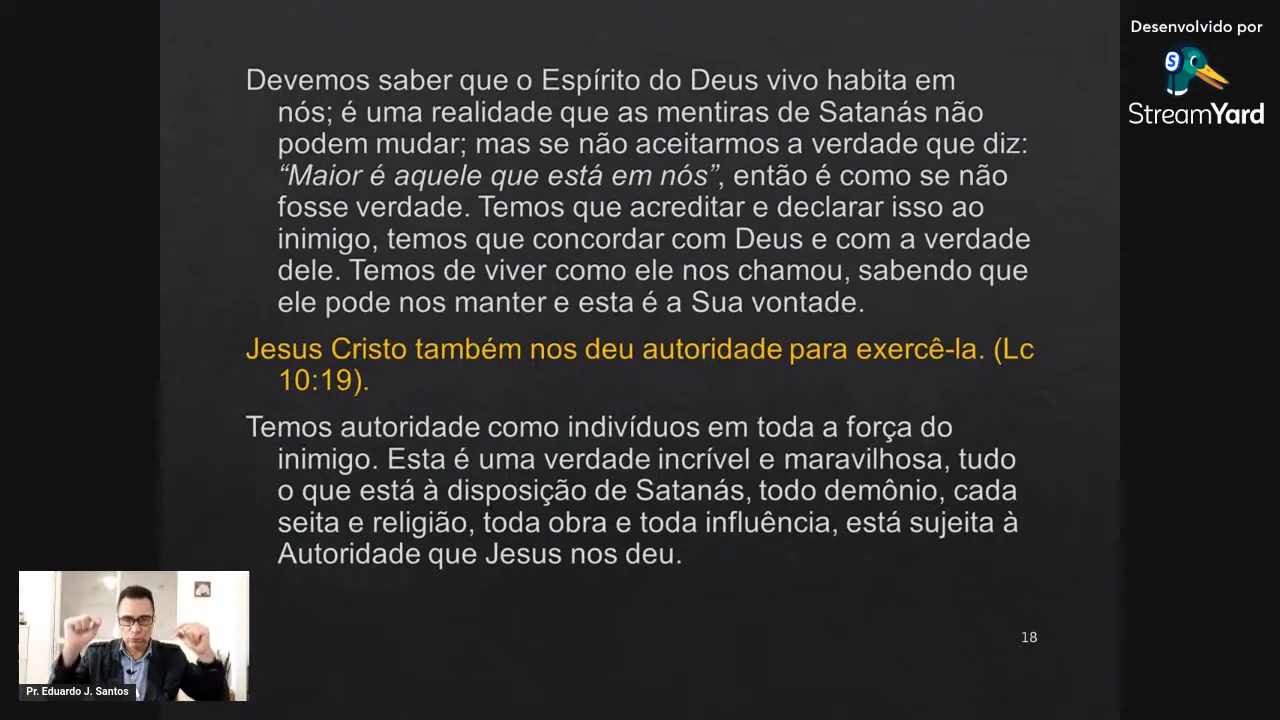 Desenvolvido por
StreamYard
Devemos saber que o Espírito do Deus vivo habita em
nós; é uma realidade que as mentiras de Satanás não
podem mudar; mas se não aceitarmos a verdade que diz:
“Maior é aquele que está em nós”, então é como se não
fosse verdade. Temos que acreditar e declarar isso ao
inimigo, temos que concordar com Deus e com a verdade
dele. Temos de viver como ele nos chamou, sabendo que
ele pode nos manter e esta é a Sua vontade.
Jesus Cristo também nos deu autoridade para exercê-la. (Lc
10:19).
Temos autoridade como indivíduos em toda a força do
inimigo. Esta é uma verdade incrível e maravilhosa, tudo
o que está à disposição de Satanás, todo demônio, cada
seita e religião, toda obra e toda influência, está sujeita à
Autoridade que Jesus nos deu.
18
Pr. Eduardo J. Santos